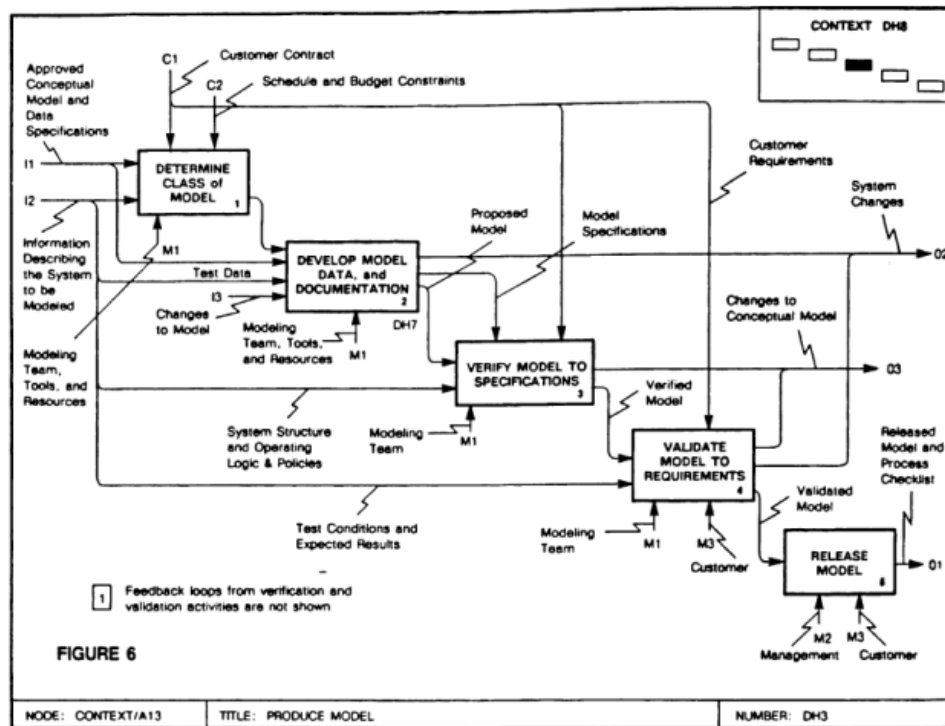 CONTEXT DH8
C1
Customer Contract
C2
Schedule and Budget Constraints
Approved
Conceptual
Model and
Data
Specifications
I1
I2
DETERMINE
CLASS of
MODEL
1
M1
Information
Describing
the System
to be
Modeled
Modeling
Team,
Tools, and
Resources
Test Data
I3
Changes
to Model
DEVELOP MODEL
DATA, and
DOCUMENTATION
2
DH7
Modeling
Team, Tools,
and Resources
M1
Proposed
Model
Model
Specifications
Customer
Requirements
System
Changes
O2
VERIFY MODEL TO
SPECIFICATIONS
3
Modeling
Team
M1
System Structure
and Operating
Logic & Policies
Verified
Model
Changes to
Conceptual Model
O3
VALIDATE
MODEL TO
REQUIREMENTS
4
Modeling
Team
M1
M3
Customer
Test Conditions and
Expected Results
Validated
Model
Released
Model and
Process
Checklist
O1
RELEASE
MODEL
5
Management
M2
M3
Customer
1
Feedback loops from verification and
validation activities are not shown
FIGURE 6
NODE: CONTEXT/A13
TITLE: PRODUCE MODEL
NUMBER: DH3